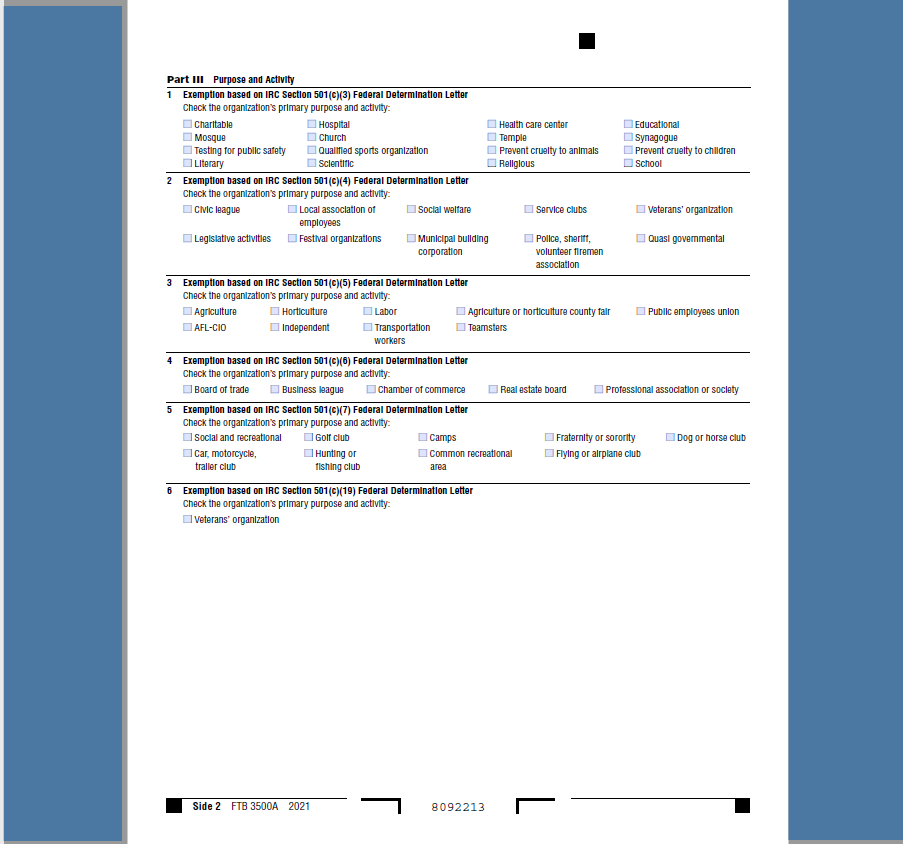 Part III Purpose and Activity
1 Exemption based on IRC Section 501(c)(3) Federal Determination Letter
Check the organization's primary purpose and activity:
Charitable Hospital Health care center Educational
Mosque Church Temple Synagogue
Testing for public safety Qualified sports organization Prevent cruelty to animals Prevent cruelty to children
Literary Scientific Religious School
2 Exemption based on IRC Section 501(c)(4) Federal Determination Letter
Check the organization's primary purpose and activity:
Civic league Local association of Social welfare Service clubs Veterans' organization
employees
Legislative activities Festival organizations Municipal building Police, sheriff, Quasi governmental
corporation volunteer firemen
association
3 Exemption based on IRC Section 501(c)(5) Federal Determination Letter
Check the organization's primary purpose and activity:
Agriculture Horticulture Labor Agriculture or horticulture county fair Public employees union
AFL-CIO Independent Transportation Teamsters
workers
4 Exemption based on IRC Section 501(c)(6) Federal Determination Letter
Check the organization's primary purpose and activity:
Board of trade Business league Chamber of commerce Real estate board Professional association or society
5 Exemption based on IRC Section 501(c)(7) Federal Determination Letter
Check the organization's primary purpose and activity:
Social and recreational Golf club Camps Fraternity or sorority Dog or horse club
Car, motorcycle, Hunting or Common recreational Flying or airplane club
trailer club fishing club area
6 Exemption based on IRC Section 501(c)(19) Federal Determination Letter
Check the organization's primary purpose and activity:
Veterans' organization
Side 2 FTB 3500A 2021 8092213